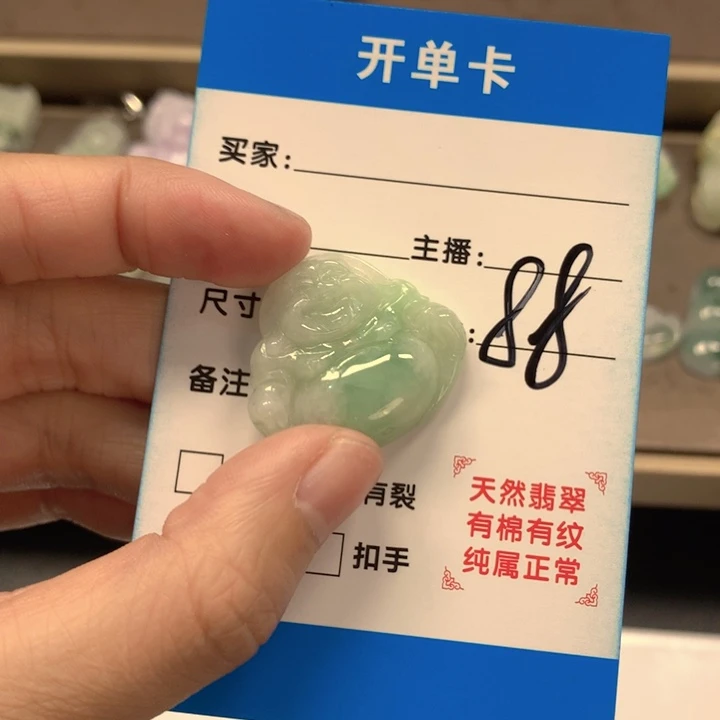 开单卡
买家:
主播:
尺寸
: 88
备注
有裂
扣手
天然翡翠
有棉有纹
纯属正常